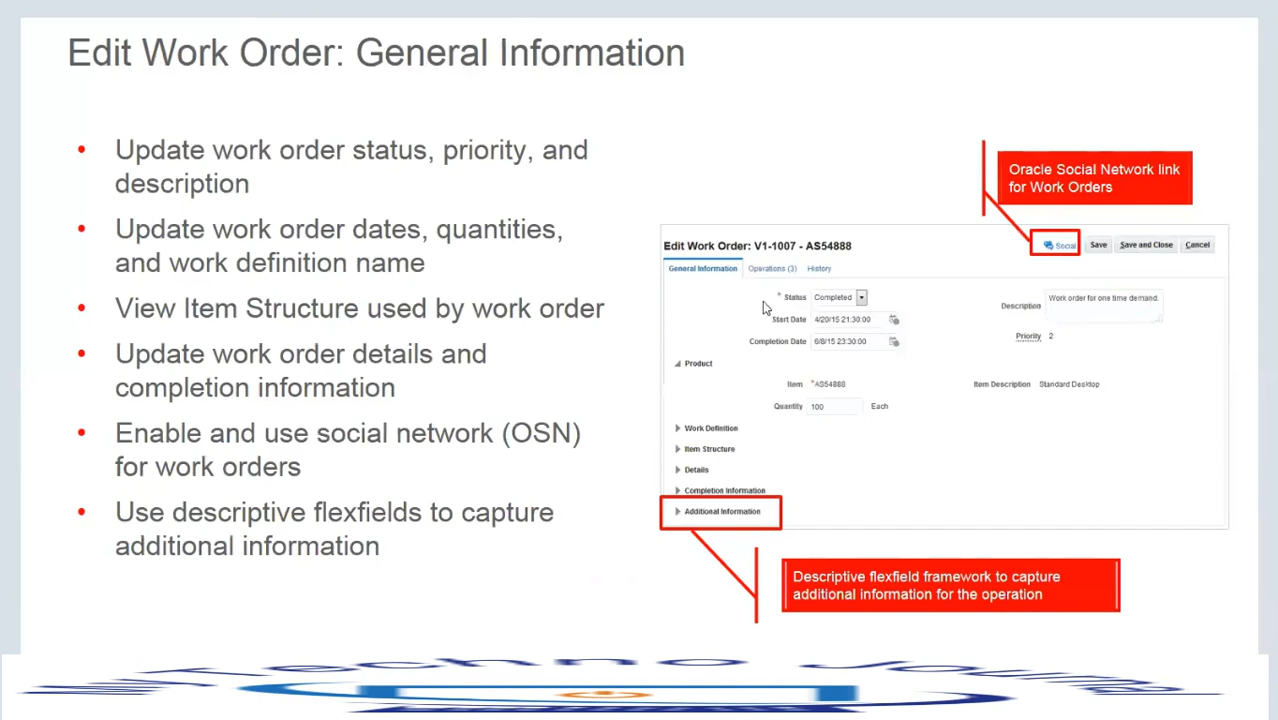 Edit Work Order: General Information
• Update work order status, priority, and
description
• Update work order dates, quantities,
and work definition name
• View Item Structure used by work order
• Update work order details and
completion information
• Enable and use social network (OSN)
for work orders
• Use descriptive flexfields to capture
additional information
Oracle Social Network link
for Work Orders
Edit Work Order: V1-1007 - AS54888
Social Save Save and Close Cancel
General Information Operations (3) History
* Status Completed
Start Date 4/20/15 21:30:00
Completion Date 6/8/15 23:30:00
Description Work order for one time demand.
Priority 2
Product
Item *AS54888 Item Description Standard Desktop
Quantity 100 Each
Work Definition
Item Structure
Details
Completion Information
Additional Information
Descriptive flexfield framework to capture
additional information for the operation